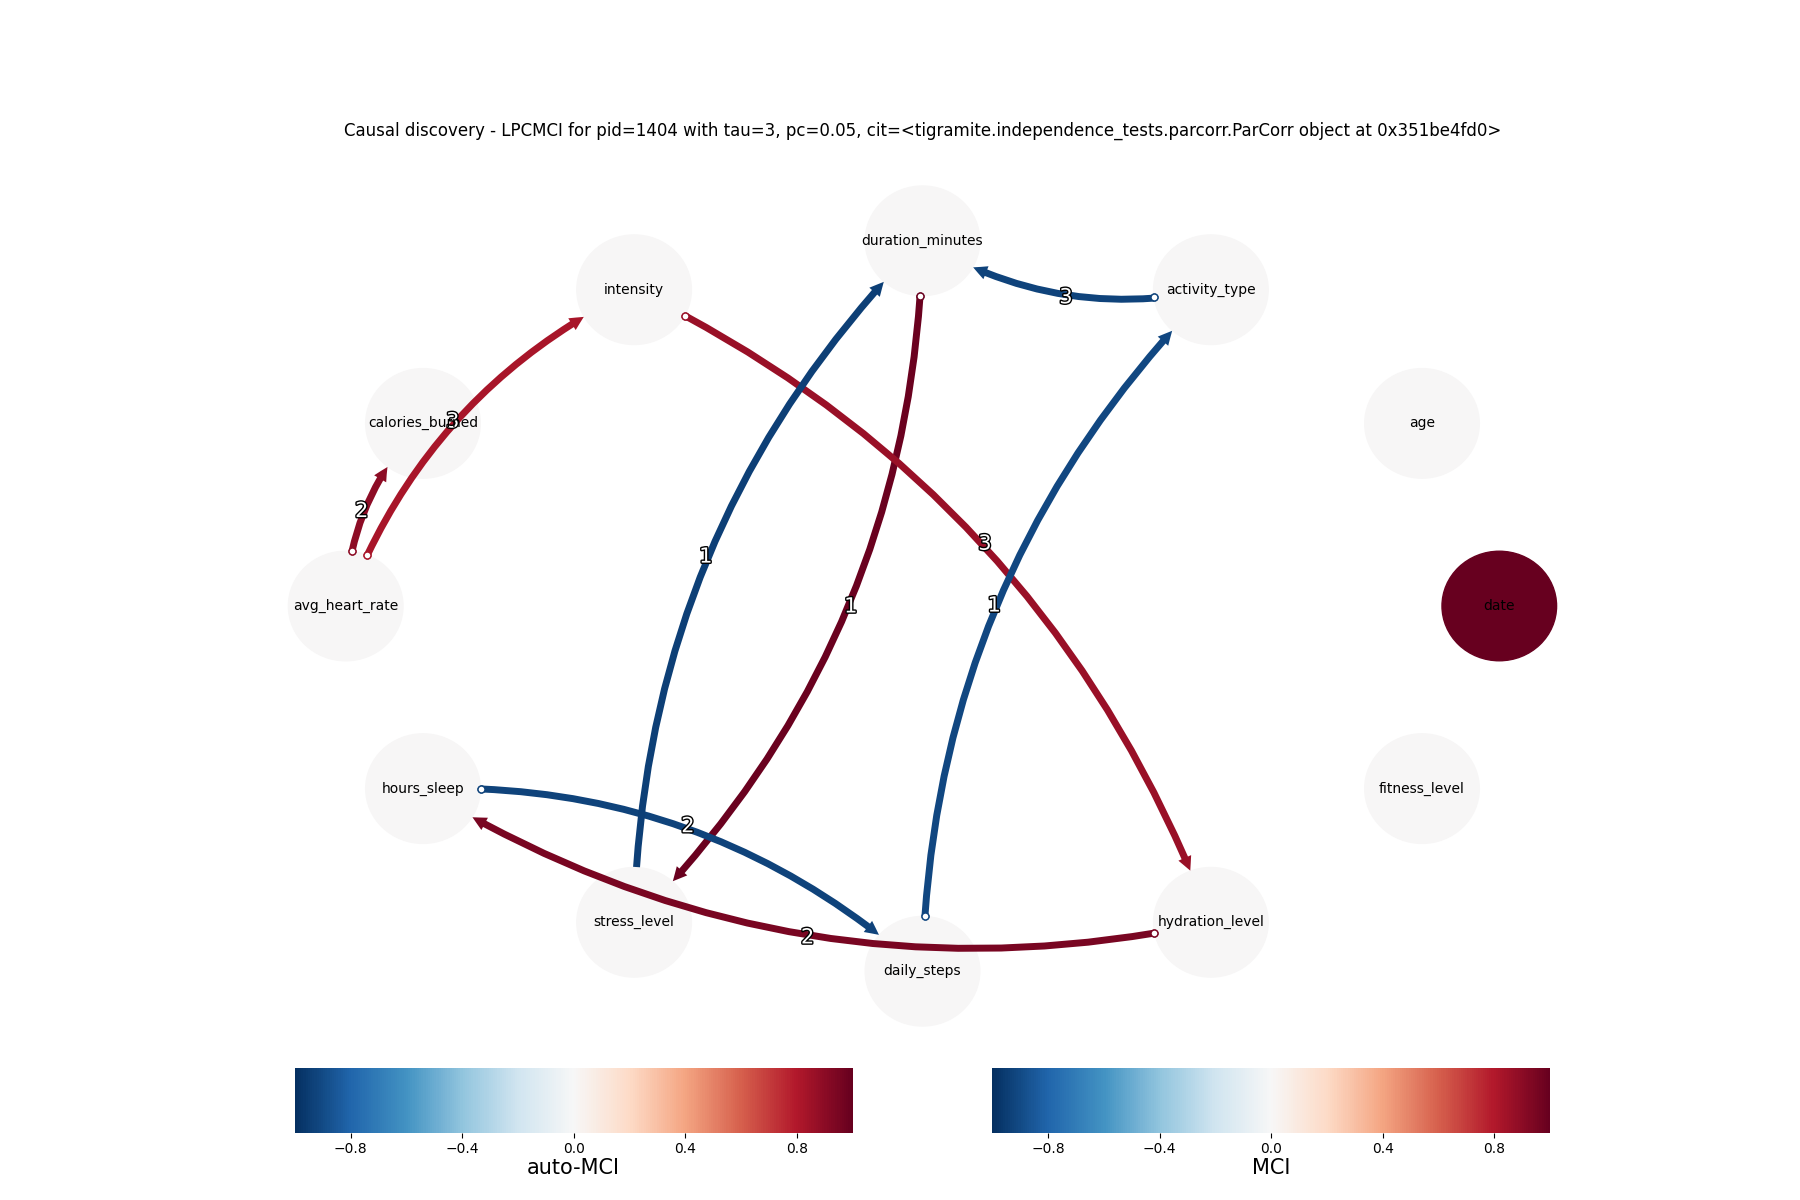 Causal discovery - LPCMCI for pid=1404 with tau=3, pc=0.05, cit=<tigramite.independence_tests.parcorr.ParCorr object at 0x351be4fd0>
duration_minutes
intensity
activity_type
3
calories_burned
3
age
2
3
1
avg_heart_rate
1
1
date
hours_sleep
fitness_level
2
stress_level
hydration_level
2
daily_steps
−0.8 −0.4 0.0 0.4 0.8
auto-MCI
−0.8 −0.4 0.0 0.4 0.8
MCI